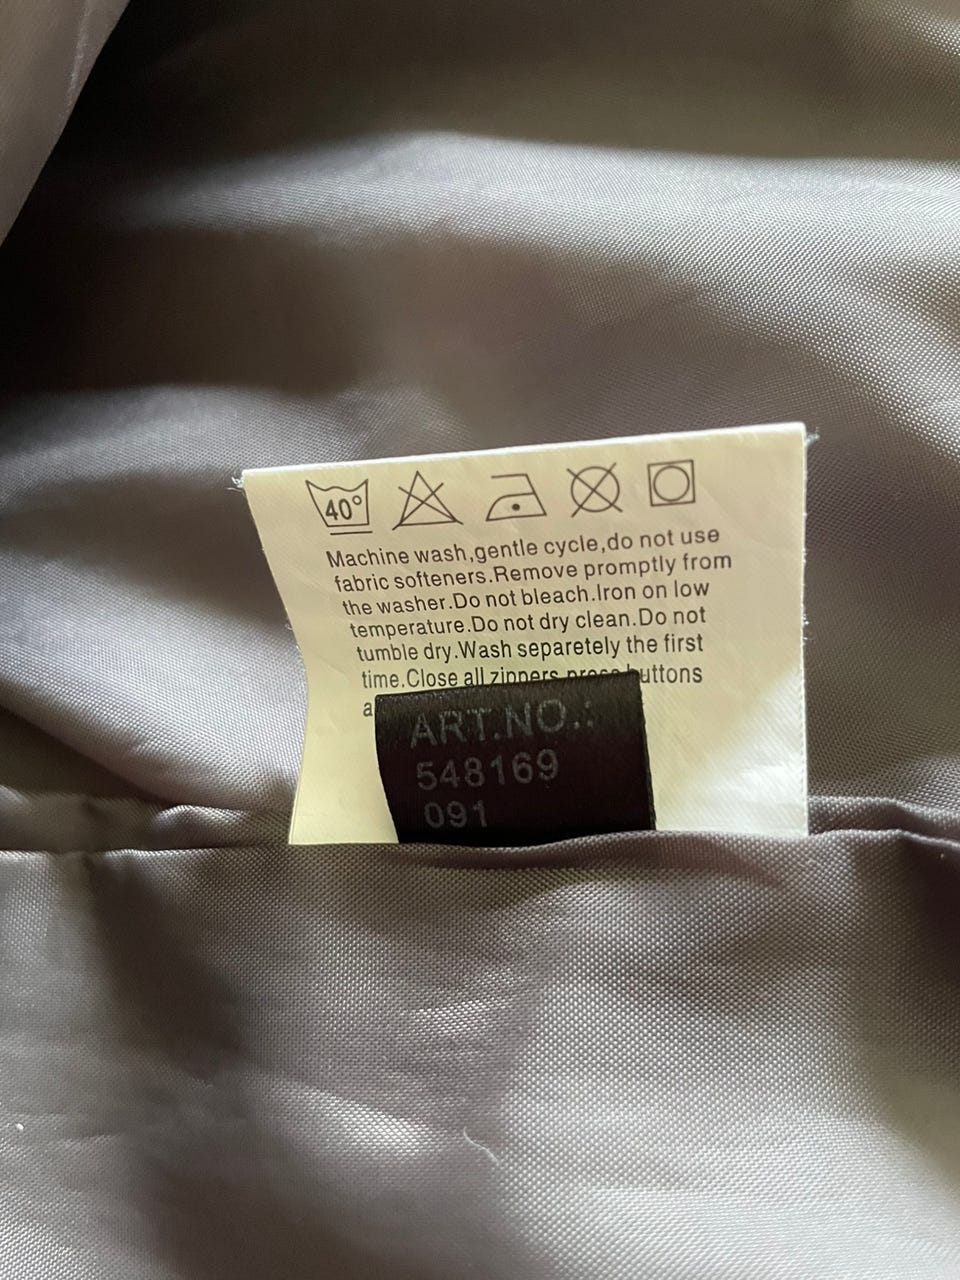 40°
Machine wash,gentle cycle,do not use
fabric softeners.Remove promptly from
the washer.Do not bleach.Iron on low
temperature.Do not dry clean.Do not
tumble dry.Wash separetely the first
time.Close all zippers press buttons
ART.NO.:
548169
091